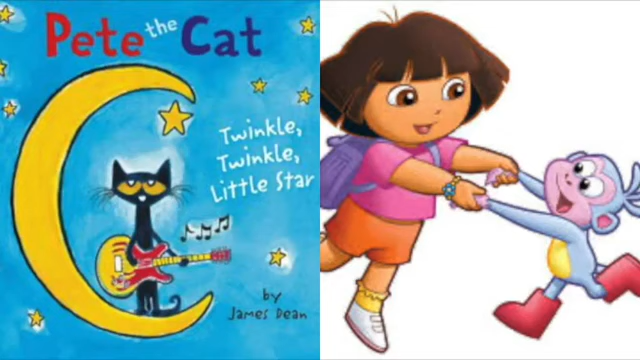 Pete the Cat
Twinkle,
Twinkle,
Little Star
by
James Dean